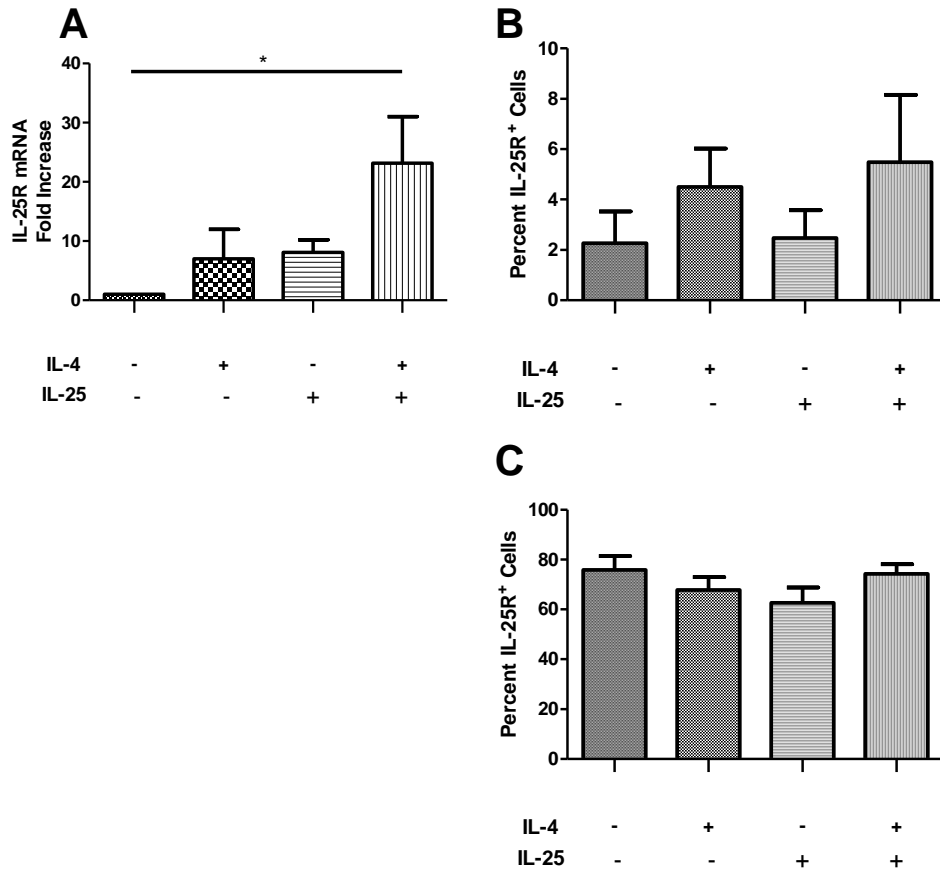 A
*
IL-25R mRNA
Fold Increase
40
30
20
10
0
IL-4 - + - +
IL-25 - - + +
B
Percent IL-25R+ Cells
10
8
6
4
2
0
IL-4 - + - +
IL-25 - - + +
C
Percent IL-25R+ Cells
100
80
60
40
20
0
IL-4 - + - +
IL-25 - - + +